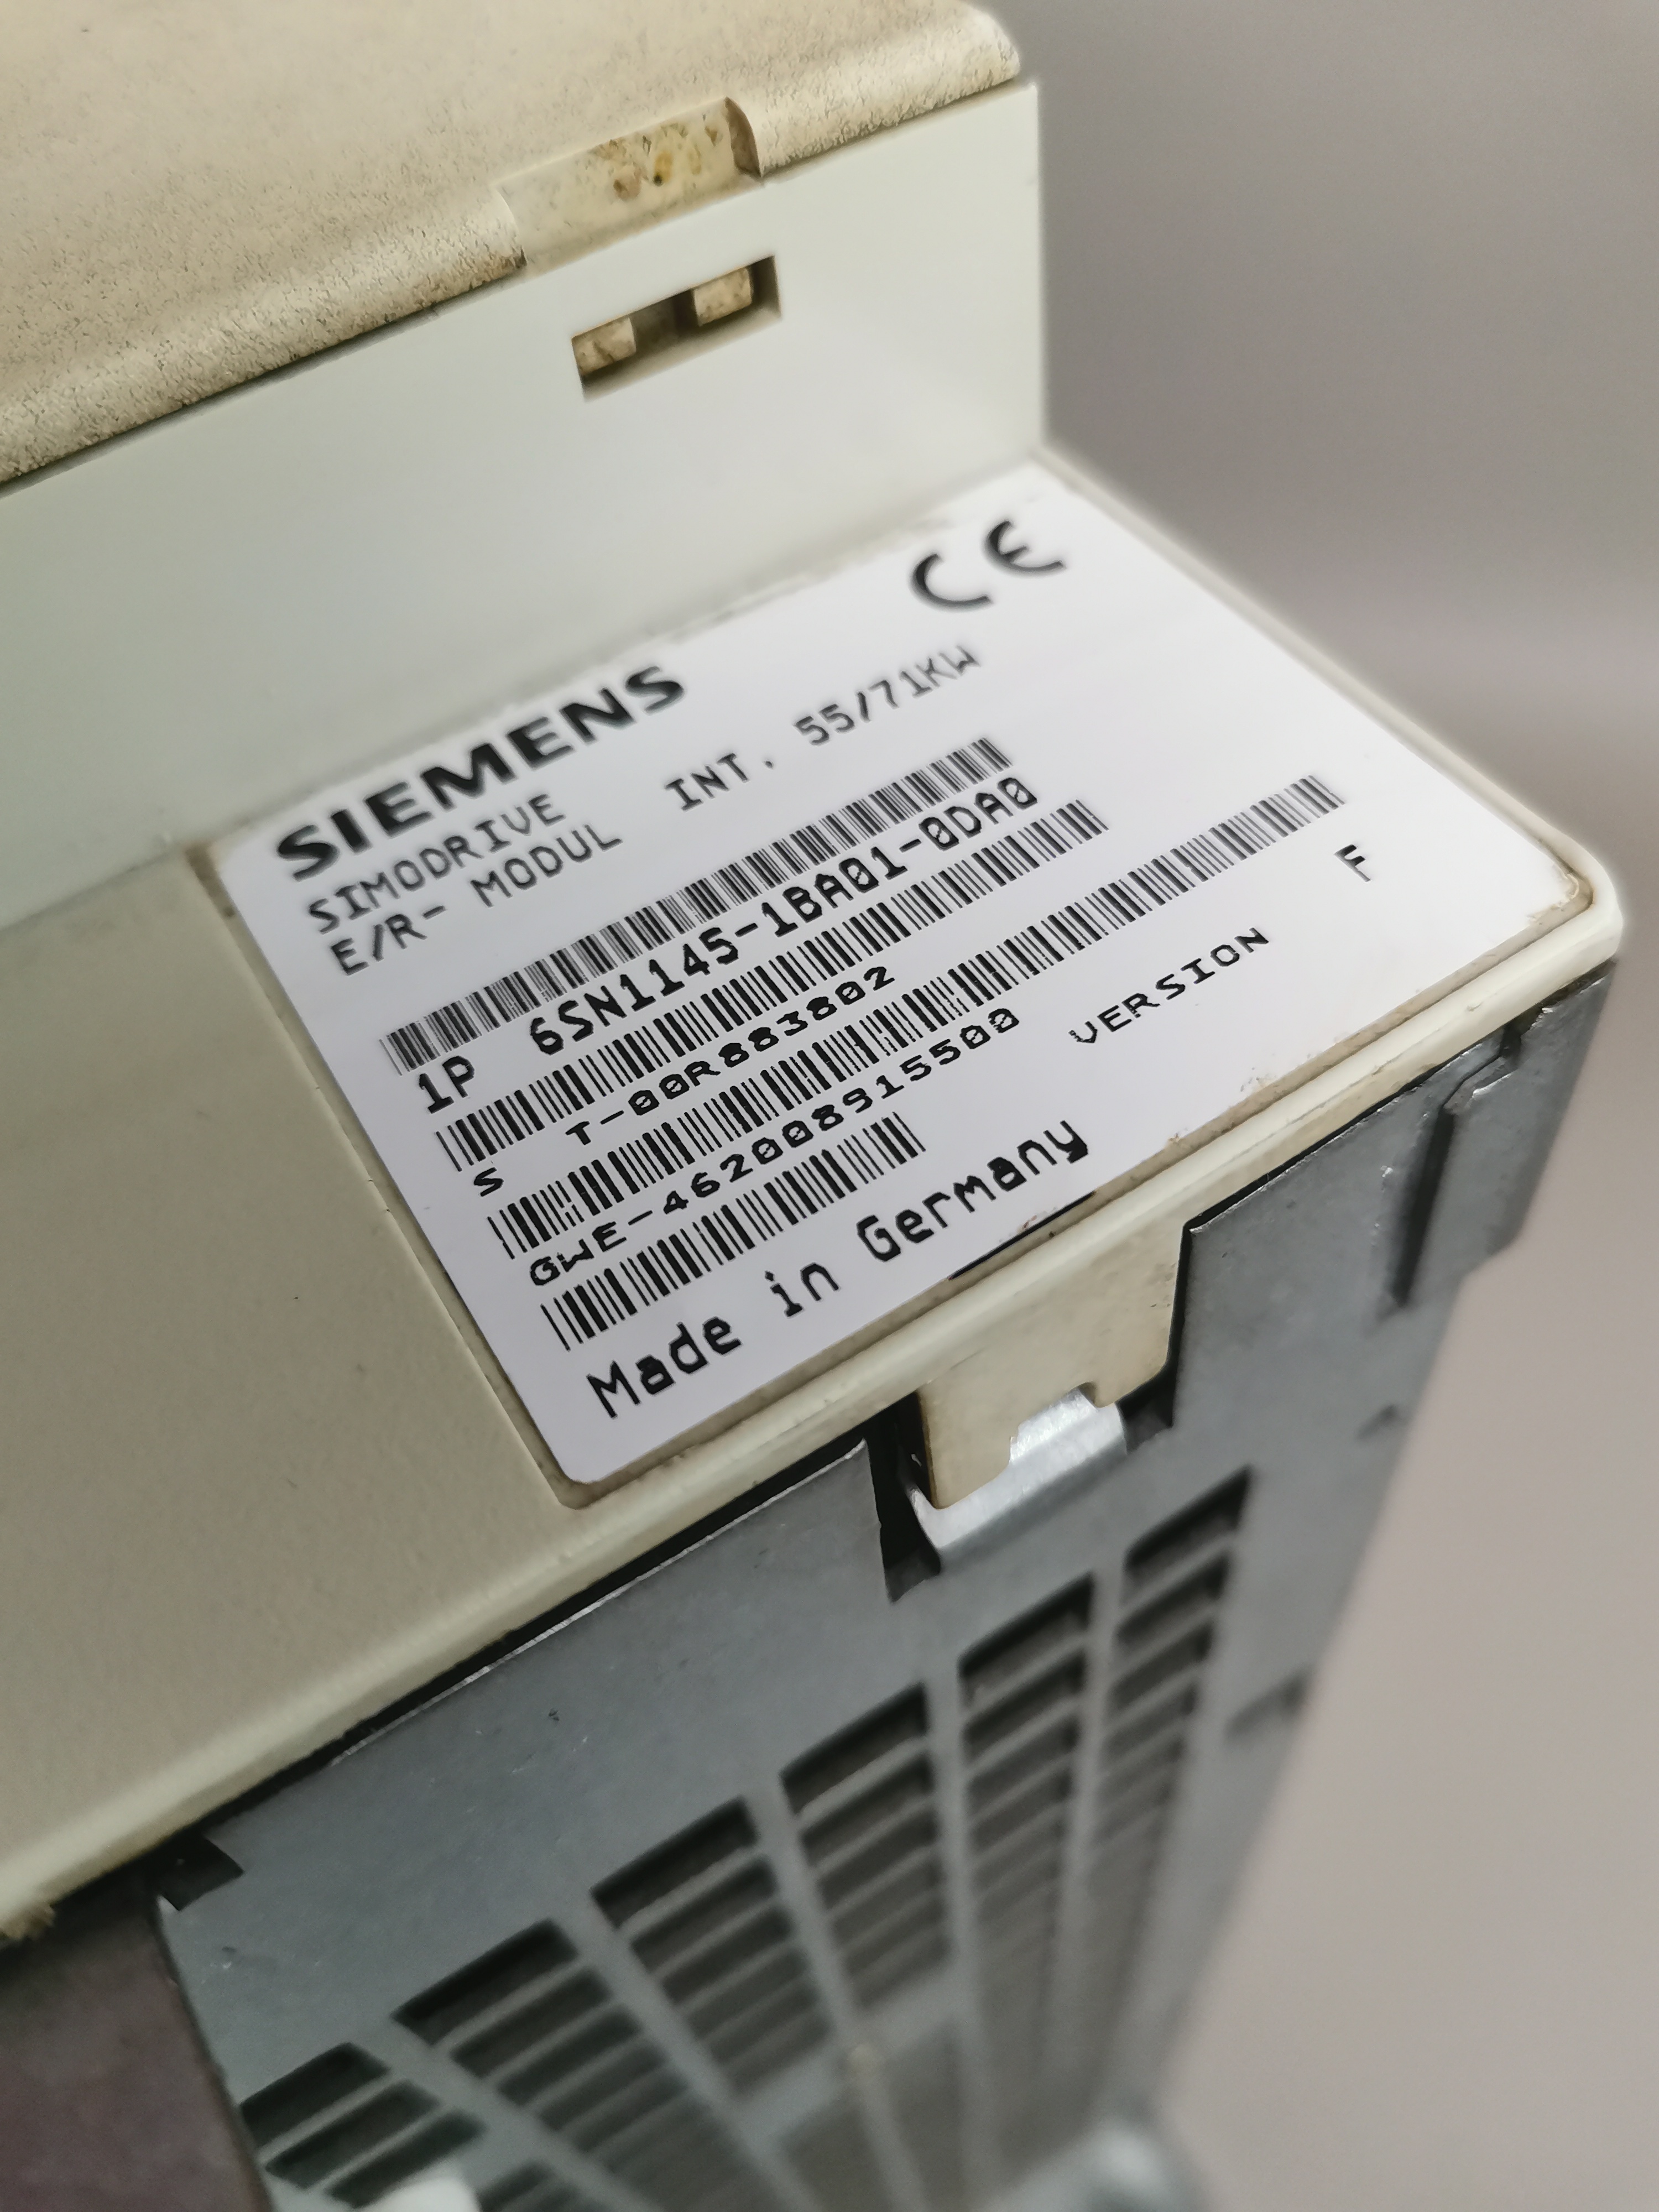 CE
SIEMENS
SIMODRIVE
E/R- MODUL INT. 55/71KW
1P 6SN1145-1BA01-0DA0
S T-00R883802
GWE-462008915500 VERSION F
Made in Germany